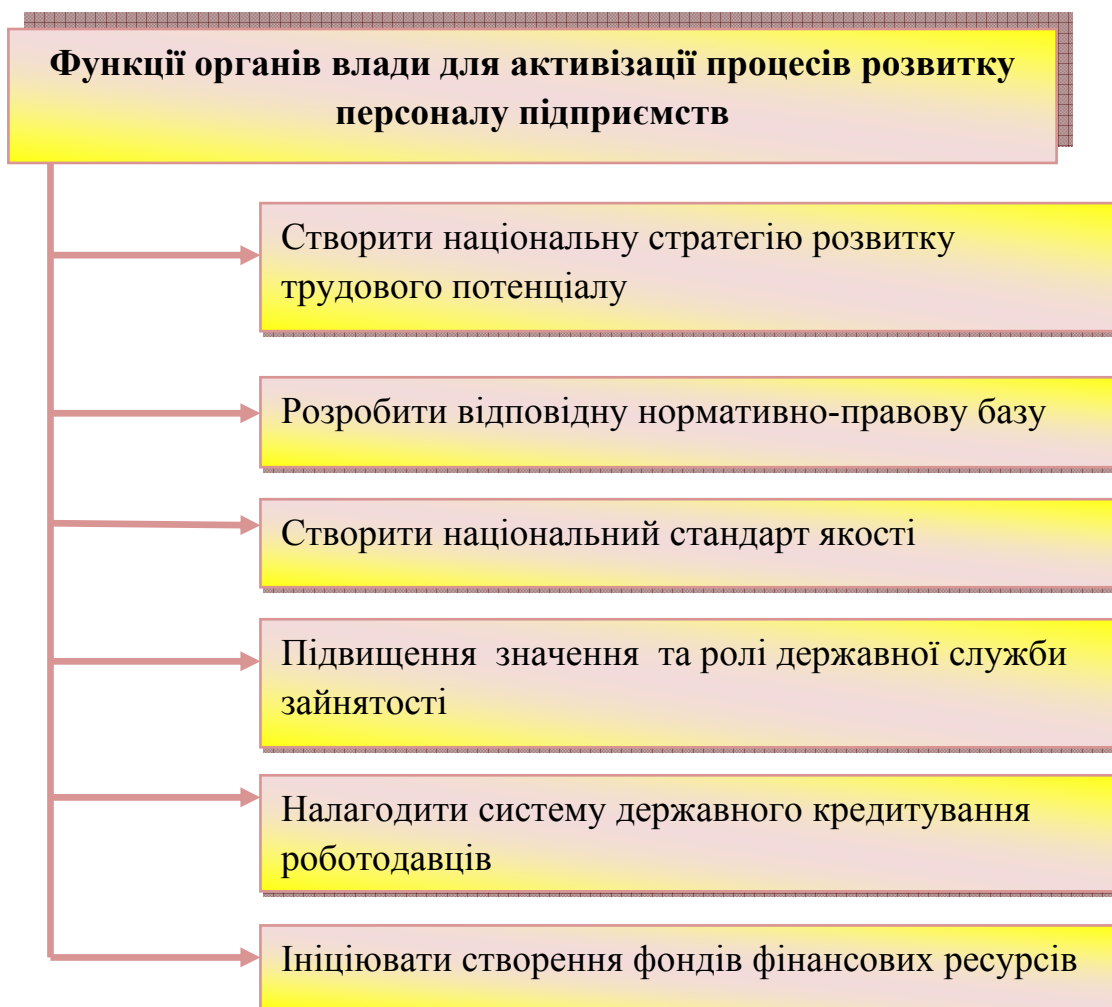 Функції органів влади для активізації процесів розвитку
персоналу підприємств
Створити національну стратегію розвитку
трудового потенціалу
Розробити відповідну нормативно-правову базу
Створити національний стандарт якості
Підвищення значення та ролі державної служби
зайнятості
Налагодити систему державного кредитування
роботодавців
Ініціювати створення фондів фінансових ресурсів